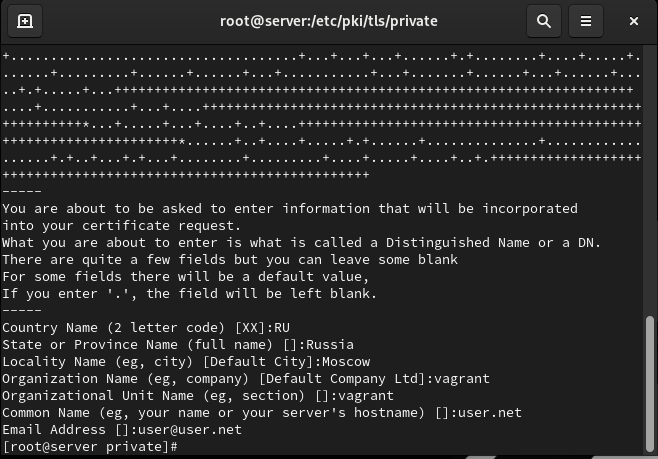 root@server:/etc/pki/tls/private
+...................................+...+...+...+......+.+........+....+.....+.
......+.........+......+......+...+......+....+...+........+......+...+......+...
..+.+.....+...++++++++++++++++++++++++++++++++++++++++++++++++++++++++++++++++
....+...........+...+....++++++++++++++++++++++++++++++++++++++++++++++++++++++
++++++++++*...+.....+...+....+..+....++++++++++++++++++++++++++++++++++++++++++
++++++++++++++++++++++*......+..+....+.....+.+......+..............+............
......+.+..+...+.+...+........+.........+....+.....+....+..+.+++++++++++++++++++
+++++++++++++++++++++++++++++++++++++++++++++
-----
You are about to be asked to enter information that will be incorporated
into your certificate request.
What you are about to enter is what is called a Distinguished Name or a DN.
There are quite a few fields but you can leave some blank
For some fields there will be a default value,
If you enter '.', the field will be left blank.
-----
Country Name (2 letter code) [XX]:RU
State or Province Name (full name) []:Russia
Locality Name (eg, city) [Default City]:Moscow
Organization Name (eg, company) [Default Company Ltd]:vagrant
Organizational Unit Name (eg, section) []:vagrant
Common Name (eg, your name or your server's hostname) []:user.net
Email Address []:user@user.net
[root@server private]#